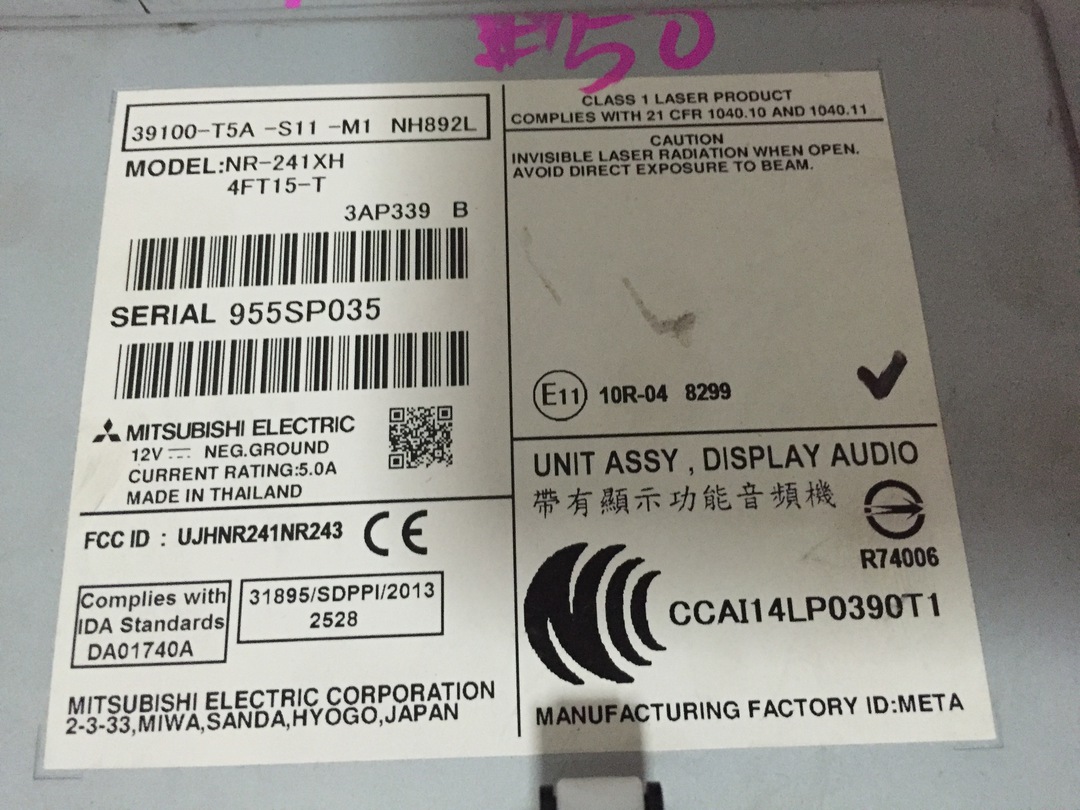 #150
39100-T5A -S11 -M1 NH892L
MODEL:NR-241XH
4FT15-T
3AP339 B
SERIAL 955SP035
MITSUBISHI ELECTRIC
12V NEG.GROUND
CURRENT RATING:5.0A
MADE IN THAILAND
FCC ID : UJHNR241NR243 CE
Complies with
IDA Standards
DA01740A
31895/SDPPI/2013
2528
MITSUBISHI ELECTRIC CORPORATION
2-3-33,MIWA,SANDA,HYOGO,JAPAN
CLASS 1 LASER PRODUCT
COMPLIES WITH 21 CFR 1040.10 AND 1040.11
CAUTION
INVISIBLE LASER RADIATION WHEN OPEN.
AVOID DIRECT EXPOSURE TO BEAM.
E11 10R-04 8299
UNIT ASSY , DISPLAY AUDIO
帶有顯示功能音頻機
R74006
CCAI14LP0390T1
MANUFACTURING FACTORY ID:META